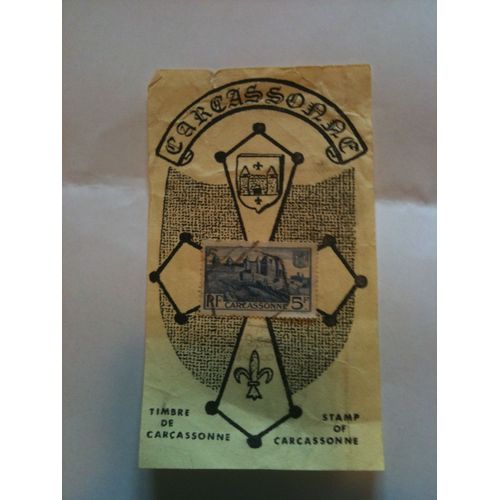 CARCASSONNE
RF
CARCASSONNE
5F
TIMBRE
DE
CARCASSONNE
STAMP
OF
CARCASSONNE